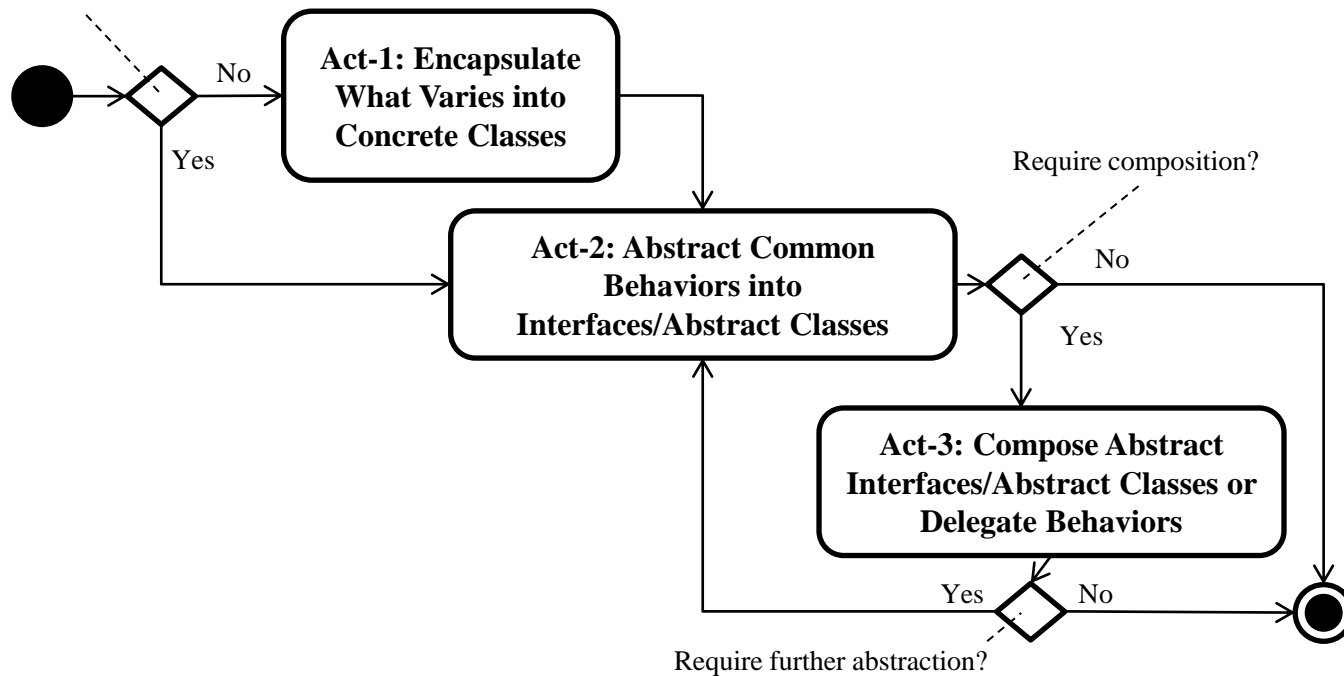 No
Act-1: Encapsulate
What Varies into
Concrete Classes
Yes
Require composition?
Act-2: Abstract Common
Behaviors into
Interfaces/Abstract Classes
No
Yes
Act-3: Compose Abstract
Interfaces/Abstract Classes or
Delegate Behaviors
Yes
No
Require further abstraction?